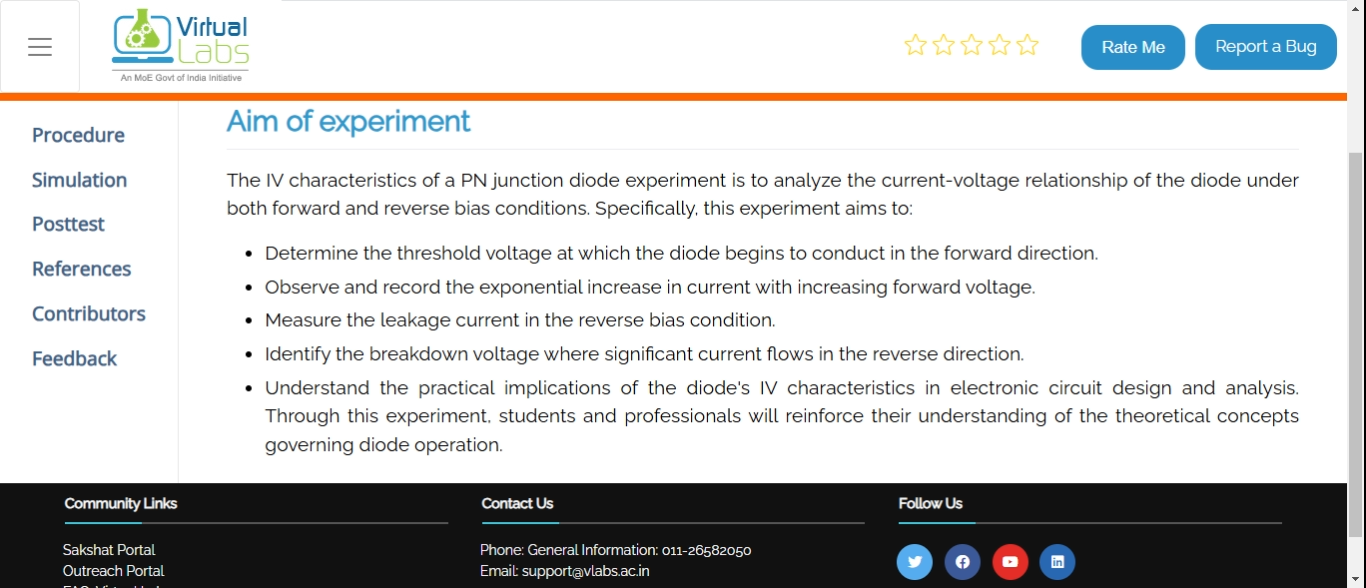 Virtual
Labs
An MoE Govt of India Initiative
Rate Me
Report a Bug
Procedure
Simulation
Posttest
References
Contributors
Feedback
Aim of experiment
The IV characteristics of a PN junction diode experiment is to analyze the current-voltage relationship of the diode under
both forward and reverse bias conditions. Specifically, this experiment aims to:
Determine the threshold voltage at which the diode begins to conduct in the forward direction.
Observe and record the exponential increase in current with increasing forward voltage.
Measure the leakage current in the reverse bias condition.
Identify the breakdown voltage where significant current flows in the reverse direction.
Understand the practical implications of the diode's IV characteristics in electronic circuit design and analysis.
Through this experiment, students and professionals will reinforce their understanding of the theoretical concepts
governing diode operation.
Community Links
Sakshat Portal
Outreach Portal
Contact Us
Phone: General Information: 011-26582050
Email: support@vlabs.ac.in
Follow Us